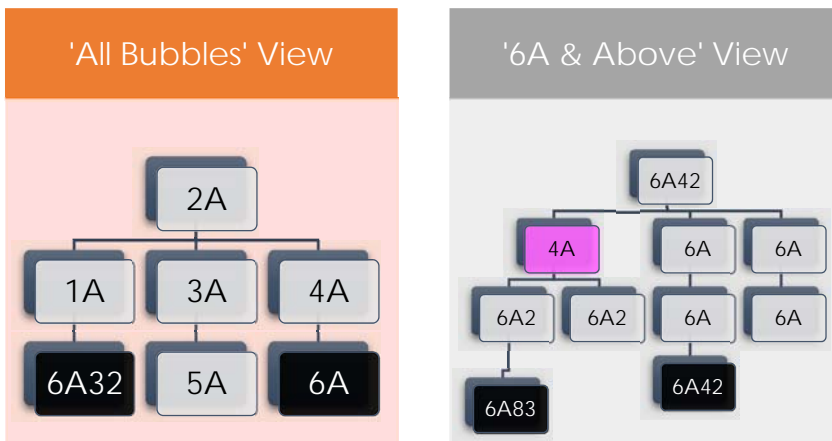 'All Bubbles' View
2A
1A 3A 4A
6A32 5A 6A
'6A & Above' View
6A42
4A 6A 6A
6A2 6A2 6A 6A
6A83 6A42